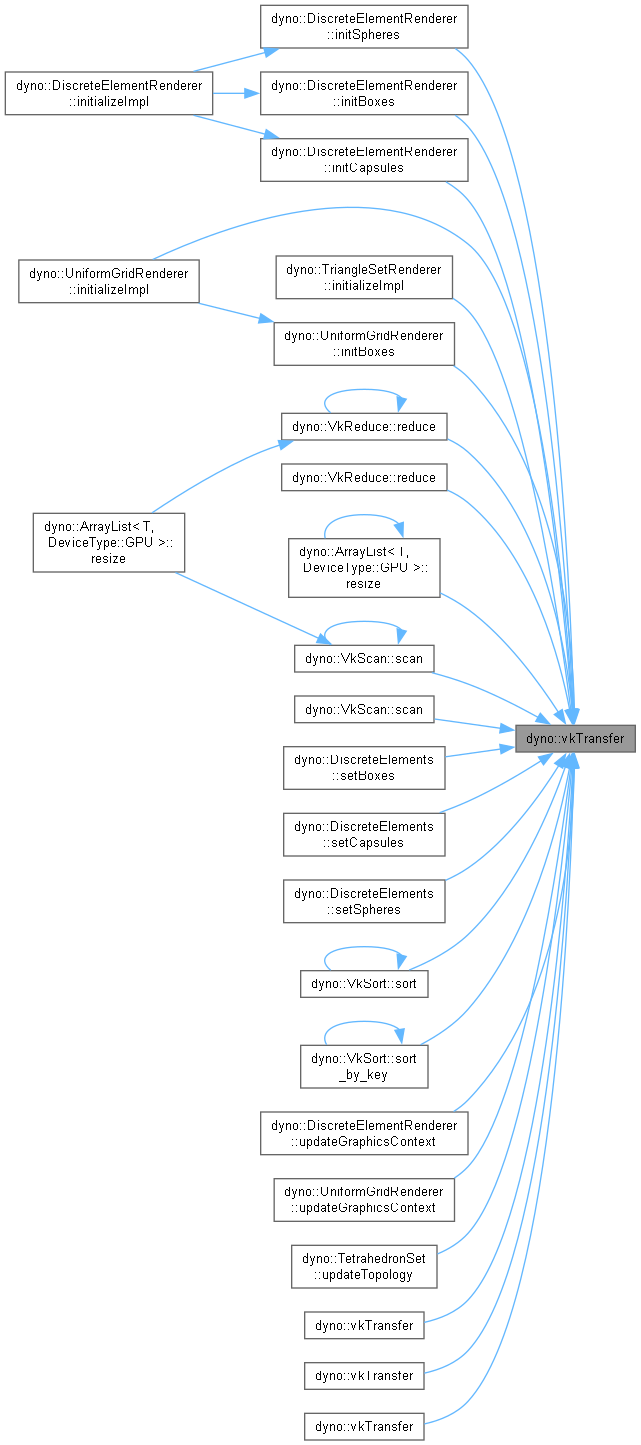 dyno::DiscreteElementRenderer
::initSpheres
dyno::DiscreteElementRenderer
::initializeImpl
dyno::DiscreteElementRenderer
::initBoxes
dyno::DiscreteElementRenderer
::initCapsules
dyno::UniformGridRenderer
::initializeImpl
dyno::TriangleSetRenderer
::initializeImpl
dyno::UniformGridRenderer
::initBoxes
dyno::VkReduce::reduce
dyno::VkReduce::reduce
dyno::ArrayList< T,
DeviceType::GPU >::
resize
dyno::ArrayList< T,
DeviceType::GPU >::
resize
dyno::VkScan::scan
dyno::VkScan::scan
dyno::vkTransfer
dyno::DiscreteElements
::setBoxes
dyno::DiscreteElements
::setCapsules
dyno::DiscreteElements
::setSpheres
dyno::VkSort::sort
dyno::VkSort::sort
_by_key
dyno::DiscreteElementRenderer
::updateGraphicsContext
dyno::UniformGridRenderer
::updateGraphicsContext
dyno::TetrahedronSet
::updateTopology
dyno::vkTransfer
dyno::vkTransfer
dyno::vkTransfer